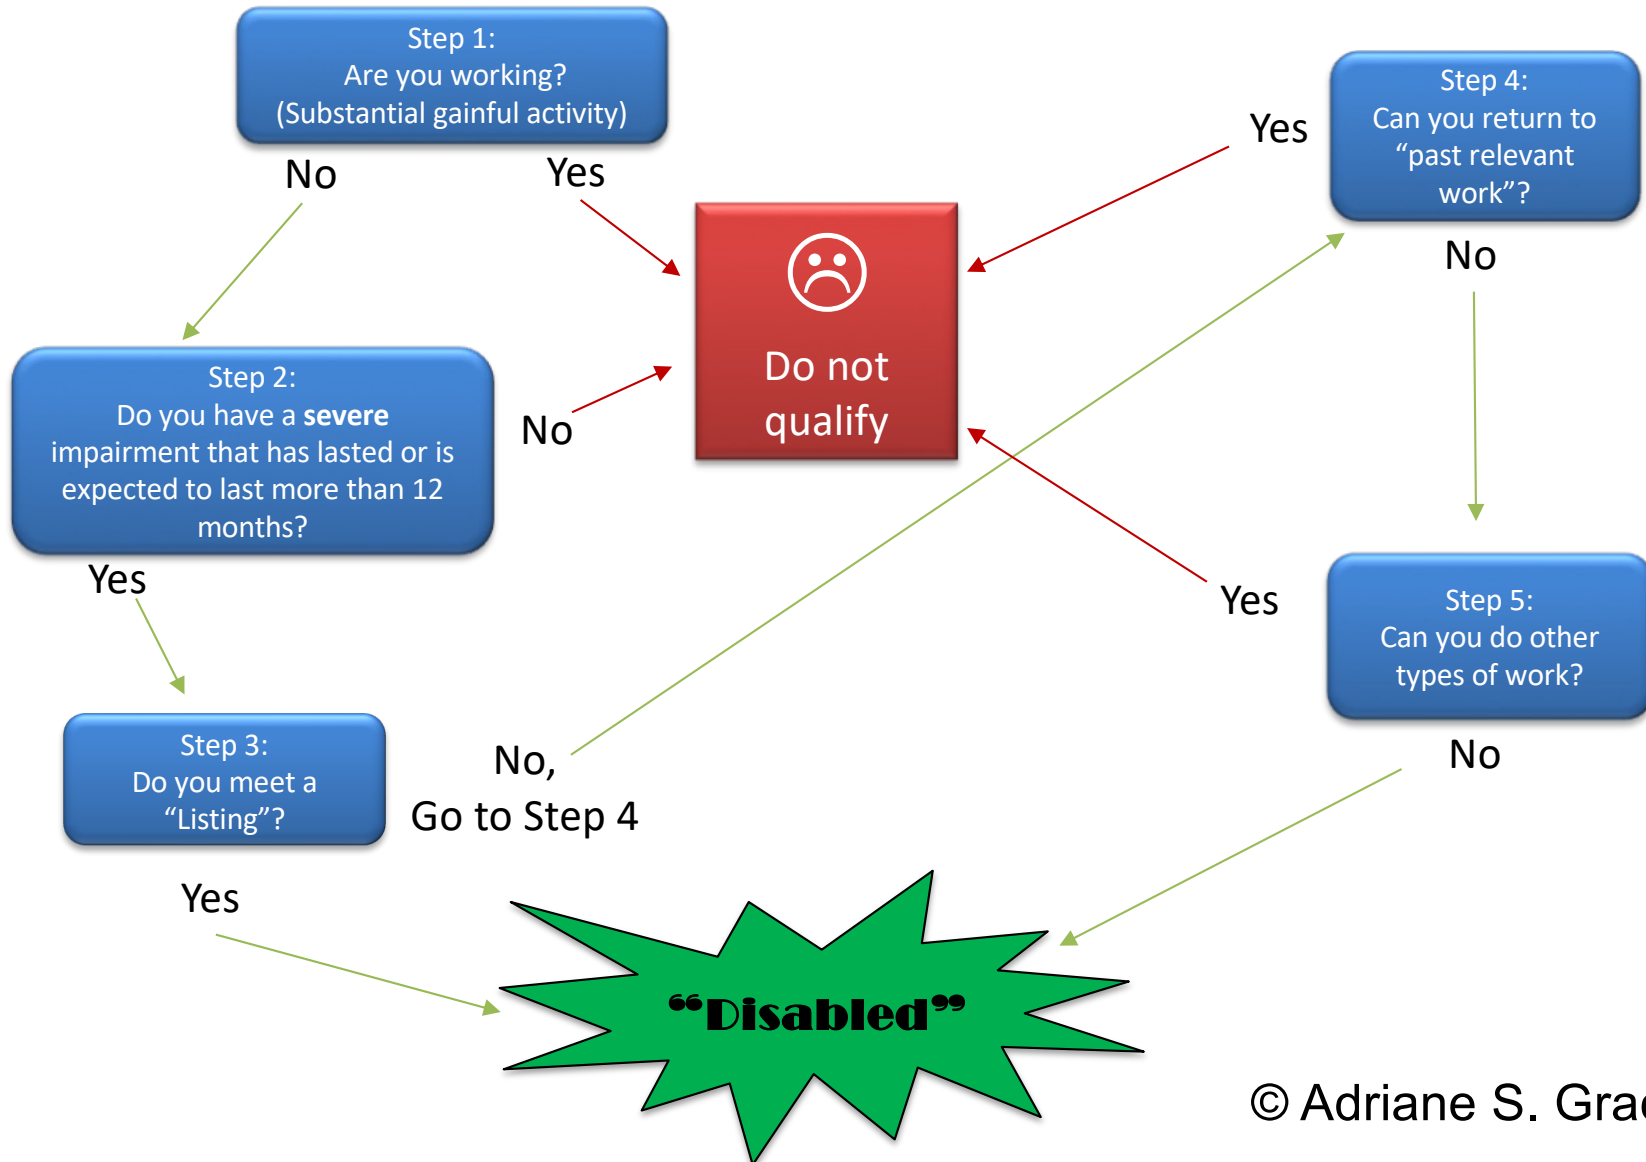 Step 1:
Are you working?
(Substantial gainful activity)
No
Yes
Step 2:
Do you have a severe
impairment that has lasted or is
expected to last more than 12
months?
No
Yes
Step 3:
Do you meet a
“Listing”?
No,
Go to Step 4
Yes
☹
Do not
qualify
Step 4:
Can you return to
“past relevant
work”?
Yes
No
Step 5:
Can you do other
types of work?
Yes
No
“Disabled”
© Adriane S.